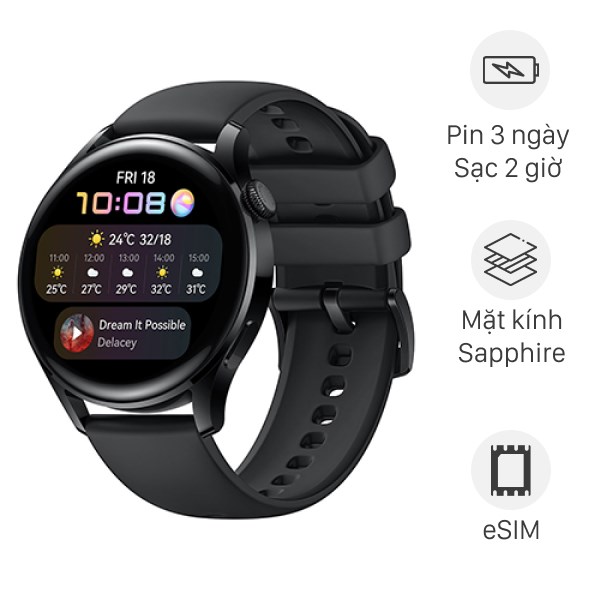 FRI 18
10:08
24°C 32/18
11:00 12:00 13:00 14:00 15:00
25°C 27°C 29°C 32°C 31°C
Dream It Possible
Delacey
Pin 3 ngày
Sạc 2 giờ
Mặt kính
Sapphire
eSIM